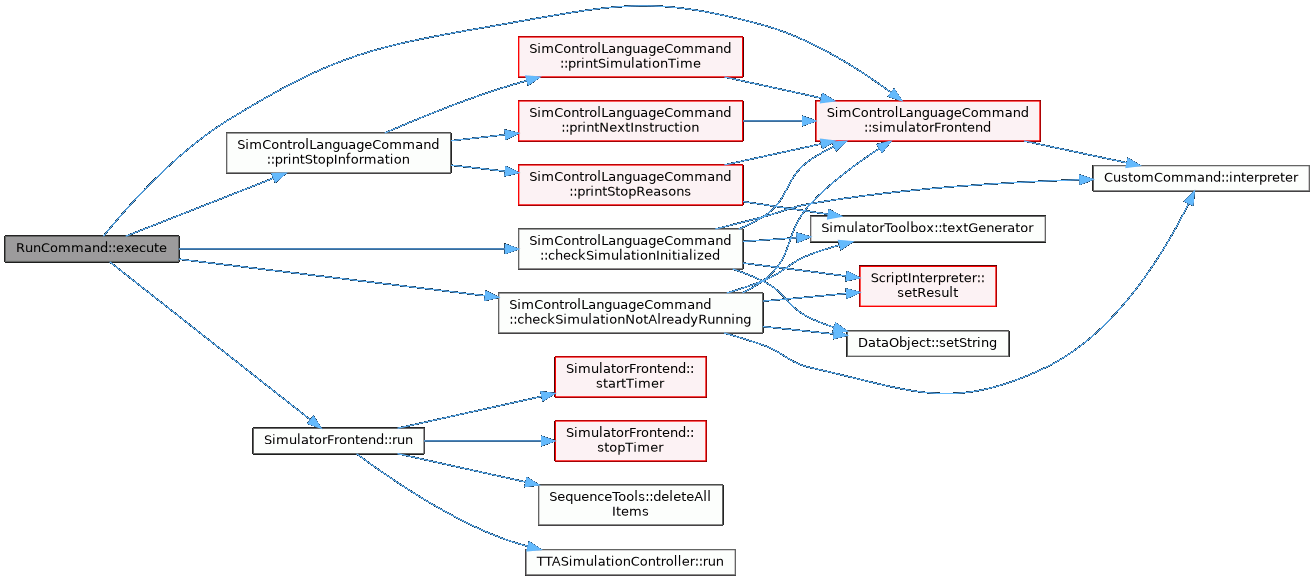 SimControlLanguageCommand
::printSimulationTime
SimControlLanguageCommand
::printNextInstruction
SimControlLanguageCommand
::simulatorFrontend
SimControlLanguageCommand
::printStopInformation
SimControlLanguageCommand
::printStopReasons
CustomCommand::interpreter
RunCommand::execute
SimControlLanguageCommand
::checkSimulationInitialized
SimulatorToolbox::textGenerator
ScriptInterpreter::
setResult
SimControlLanguageCommand
::checkSimulationNotAlreadyRunning
DataObject::setString
SimulatorFrontend::
startTimer
SimulatorFrontend::run
SimulatorFrontend::
stopTimer
SequenceTools::deleteAll
Items
TTASimulationController::run